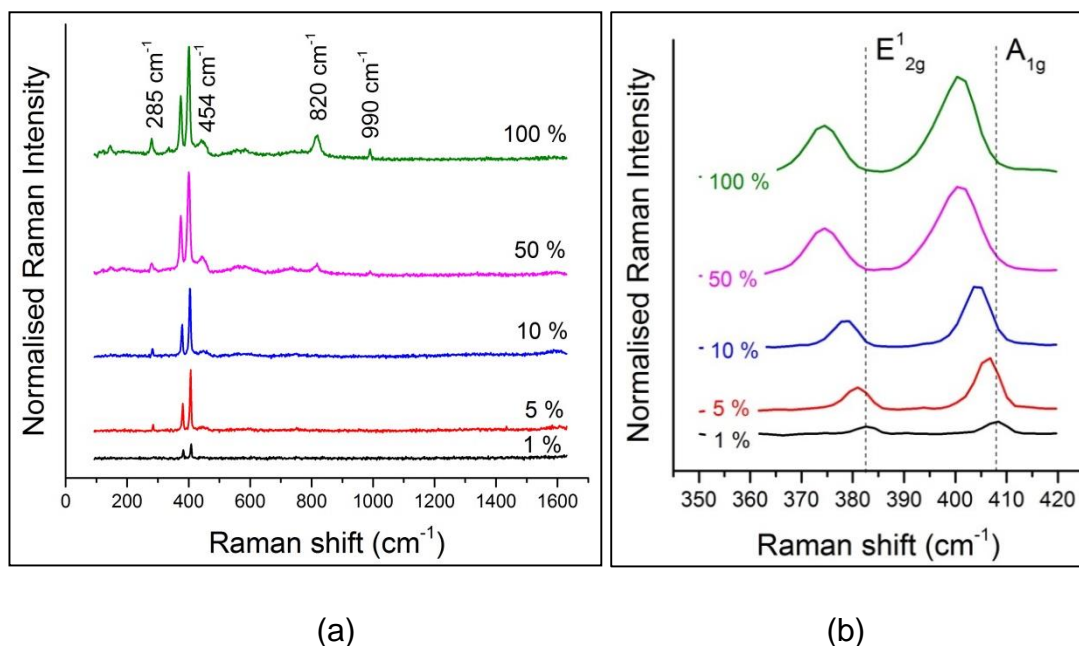 Normalised Raman Intensity
285 cm⁻¹
454 cm⁻¹
820 cm⁻¹
990 cm⁻¹
100 %
50 %
10 %
5 %
1 %
0 200 400 600 800 1000 1200 1400 1600
Raman shift (cm⁻¹)
(a)
Normalised Raman Intensity
E¹₂g
A₁g
100 %
50 %
10 %
5 %
1 %
350 360 370 380 390 400 410 420
Raman shift (cm⁻¹)
(b)